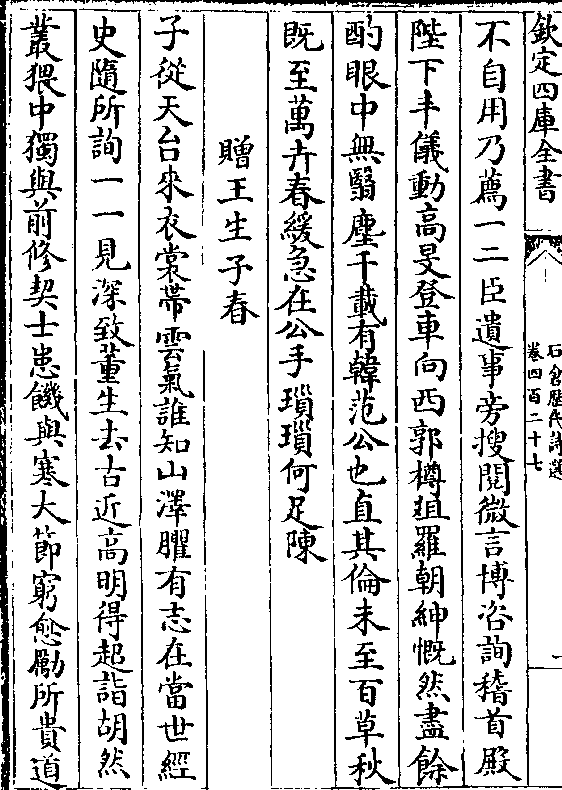 欽定四庫全書
石倉歷代詩選
卷四百二十七
一
不自用乃薦一二臣遺事旁搜閱微言博咨詢稽首殿
陛下丰儀動高旻登車向西郭樽俎羅朝紳慨然盡餘
酌眼中無翳塵千載有韓范公也直其倫未至百草秋
既至萬卉春緩急在公手瑣瑣何足陳
贈王生子春
子從天台來衣裳帶雲氣誰知山澤臞有志在當世經
史隨所詢一一見深致董生去古近高明得起詣胡然
叢猥中獨與前修契士患饑與寒大節窮愈勵所貴道